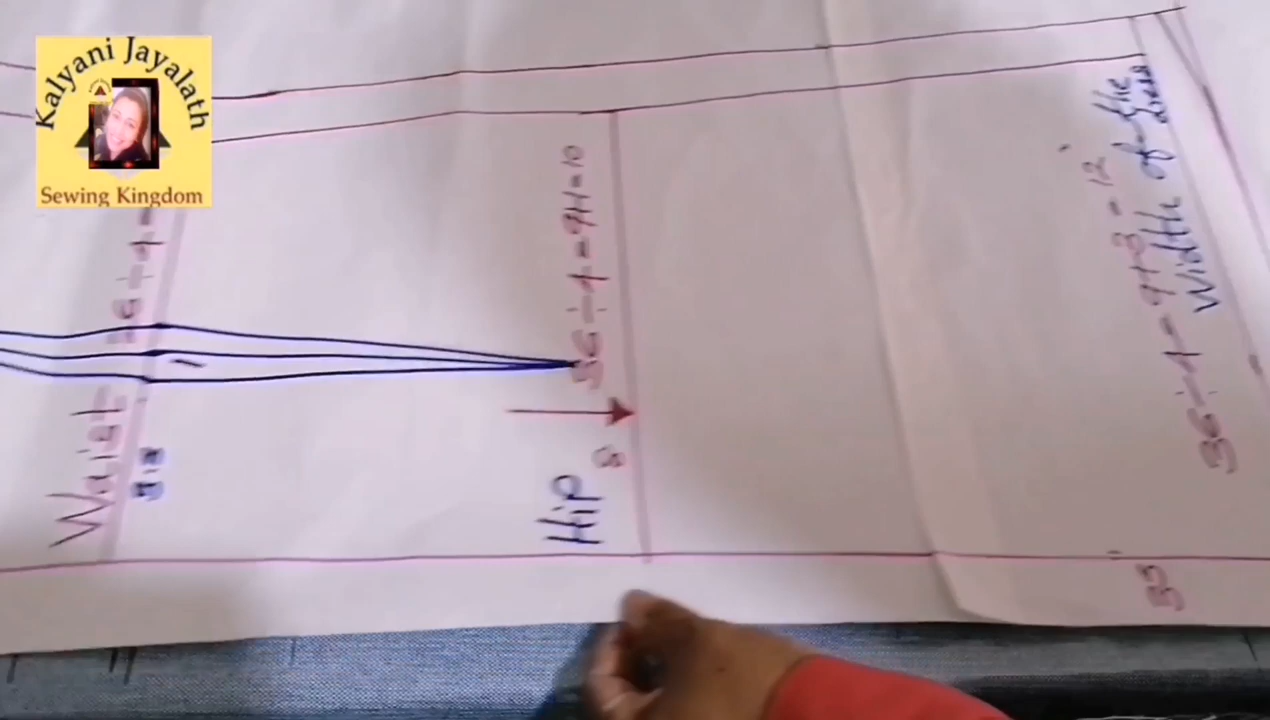 Kalyani Jayalath
Sewing Kingdom
Waist
Hip
8
36÷4=9+1=10
36÷4=9+3=12
Width of the
dress